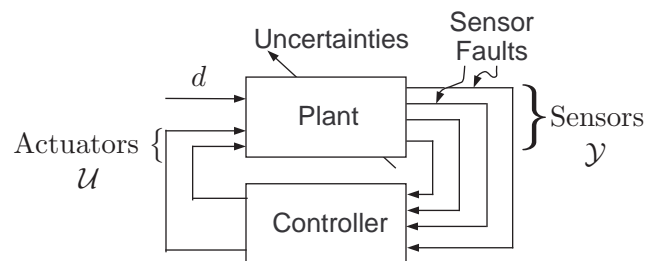 Sensor
Faults
Uncertainties
d
Plant
Actuators {
𝒰
} Sensors
𝒴
Controller